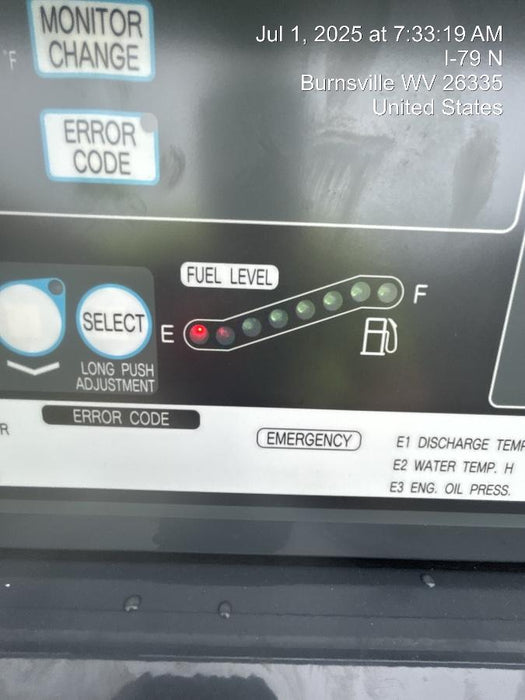 Jul 1, 2025 at 7:33:19 AM
I-79 N
Burnsville WV 26335
United States
MONITOR
CHANGE
°F
ERROR
CODE
FUEL LEVEL
SELECT
E
F
LONG PUSH
ADJUSTMENT
ERROR CODE
R
EMERGENCY
E1 DISCHARGE TEMP
E2 WATER TEMP. H
E3 ENG. OIL PRESS.